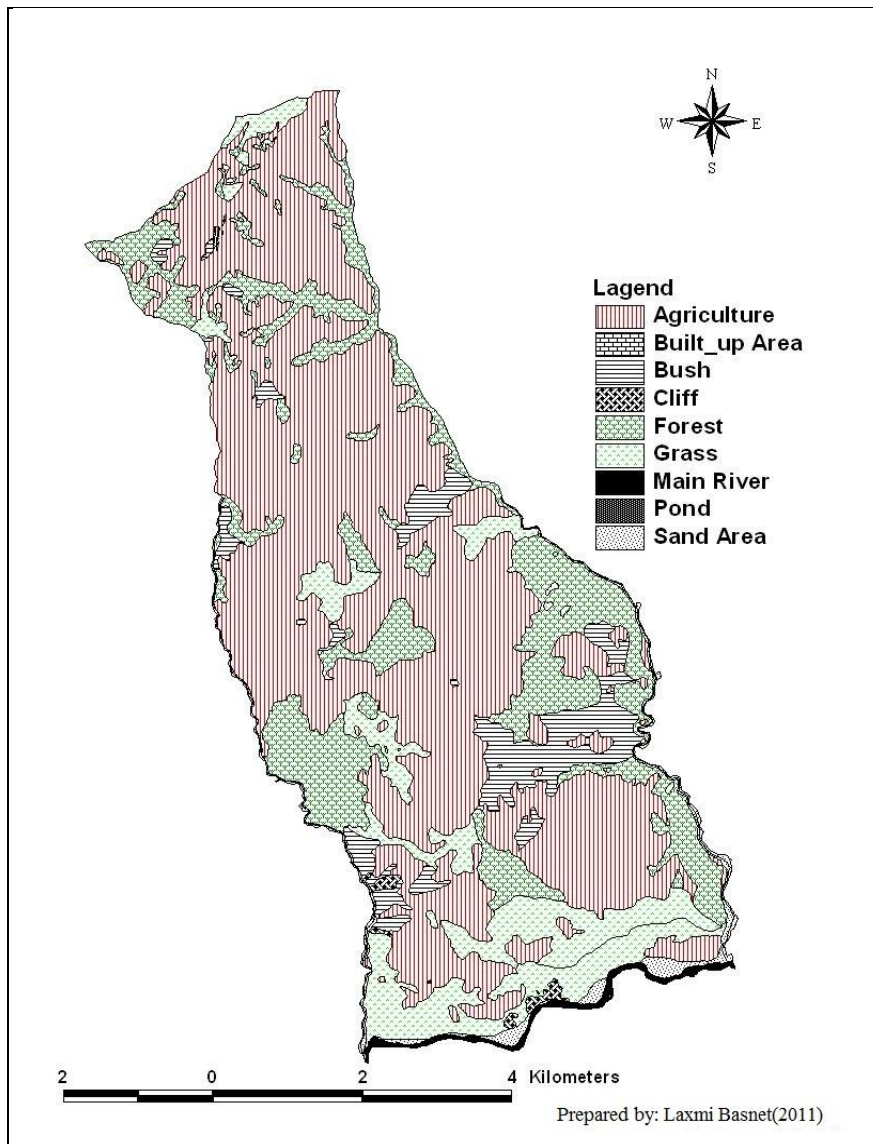 N
W E
S
Lagend
Agriculture
Built_up Area
Bush
Cliff
Forest
Grass
Main River
Pond
Sand Area
2 0 2 4 Kilometers
Prepared by: Laxmi Basnet(2011)